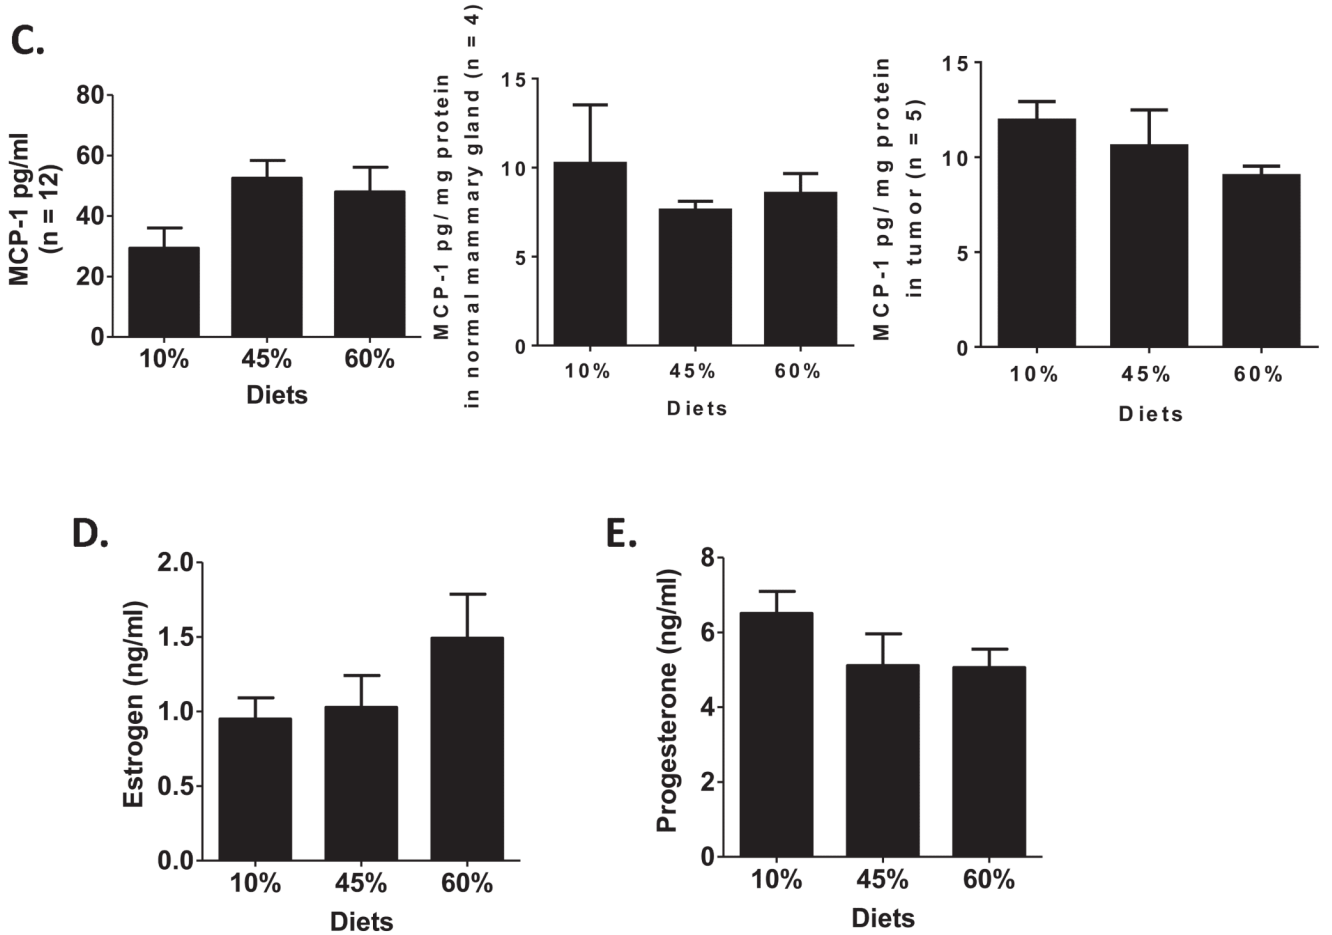 C.
MCP-1 pg/ml
(n = 12)
80
60
40
20
0
10% 45% 60%
Diets
MCP-1 pg/mg protein
in normal mammary gland (n = 4)
15
10
5
0
10% 45% 60%
Diets
MCP-1 pg/mg protein
in tumor (n = 5)
15
10
5
0
10% 45% 60%
Diets
D.
Estrogen (ng/ml)
2.0
1.5
1.0
0.5
0.0
10% 45% 60%
Diets
E.
Progesterone (ng/ml)
8
6
4
2
0
10% 45% 60%
Diets